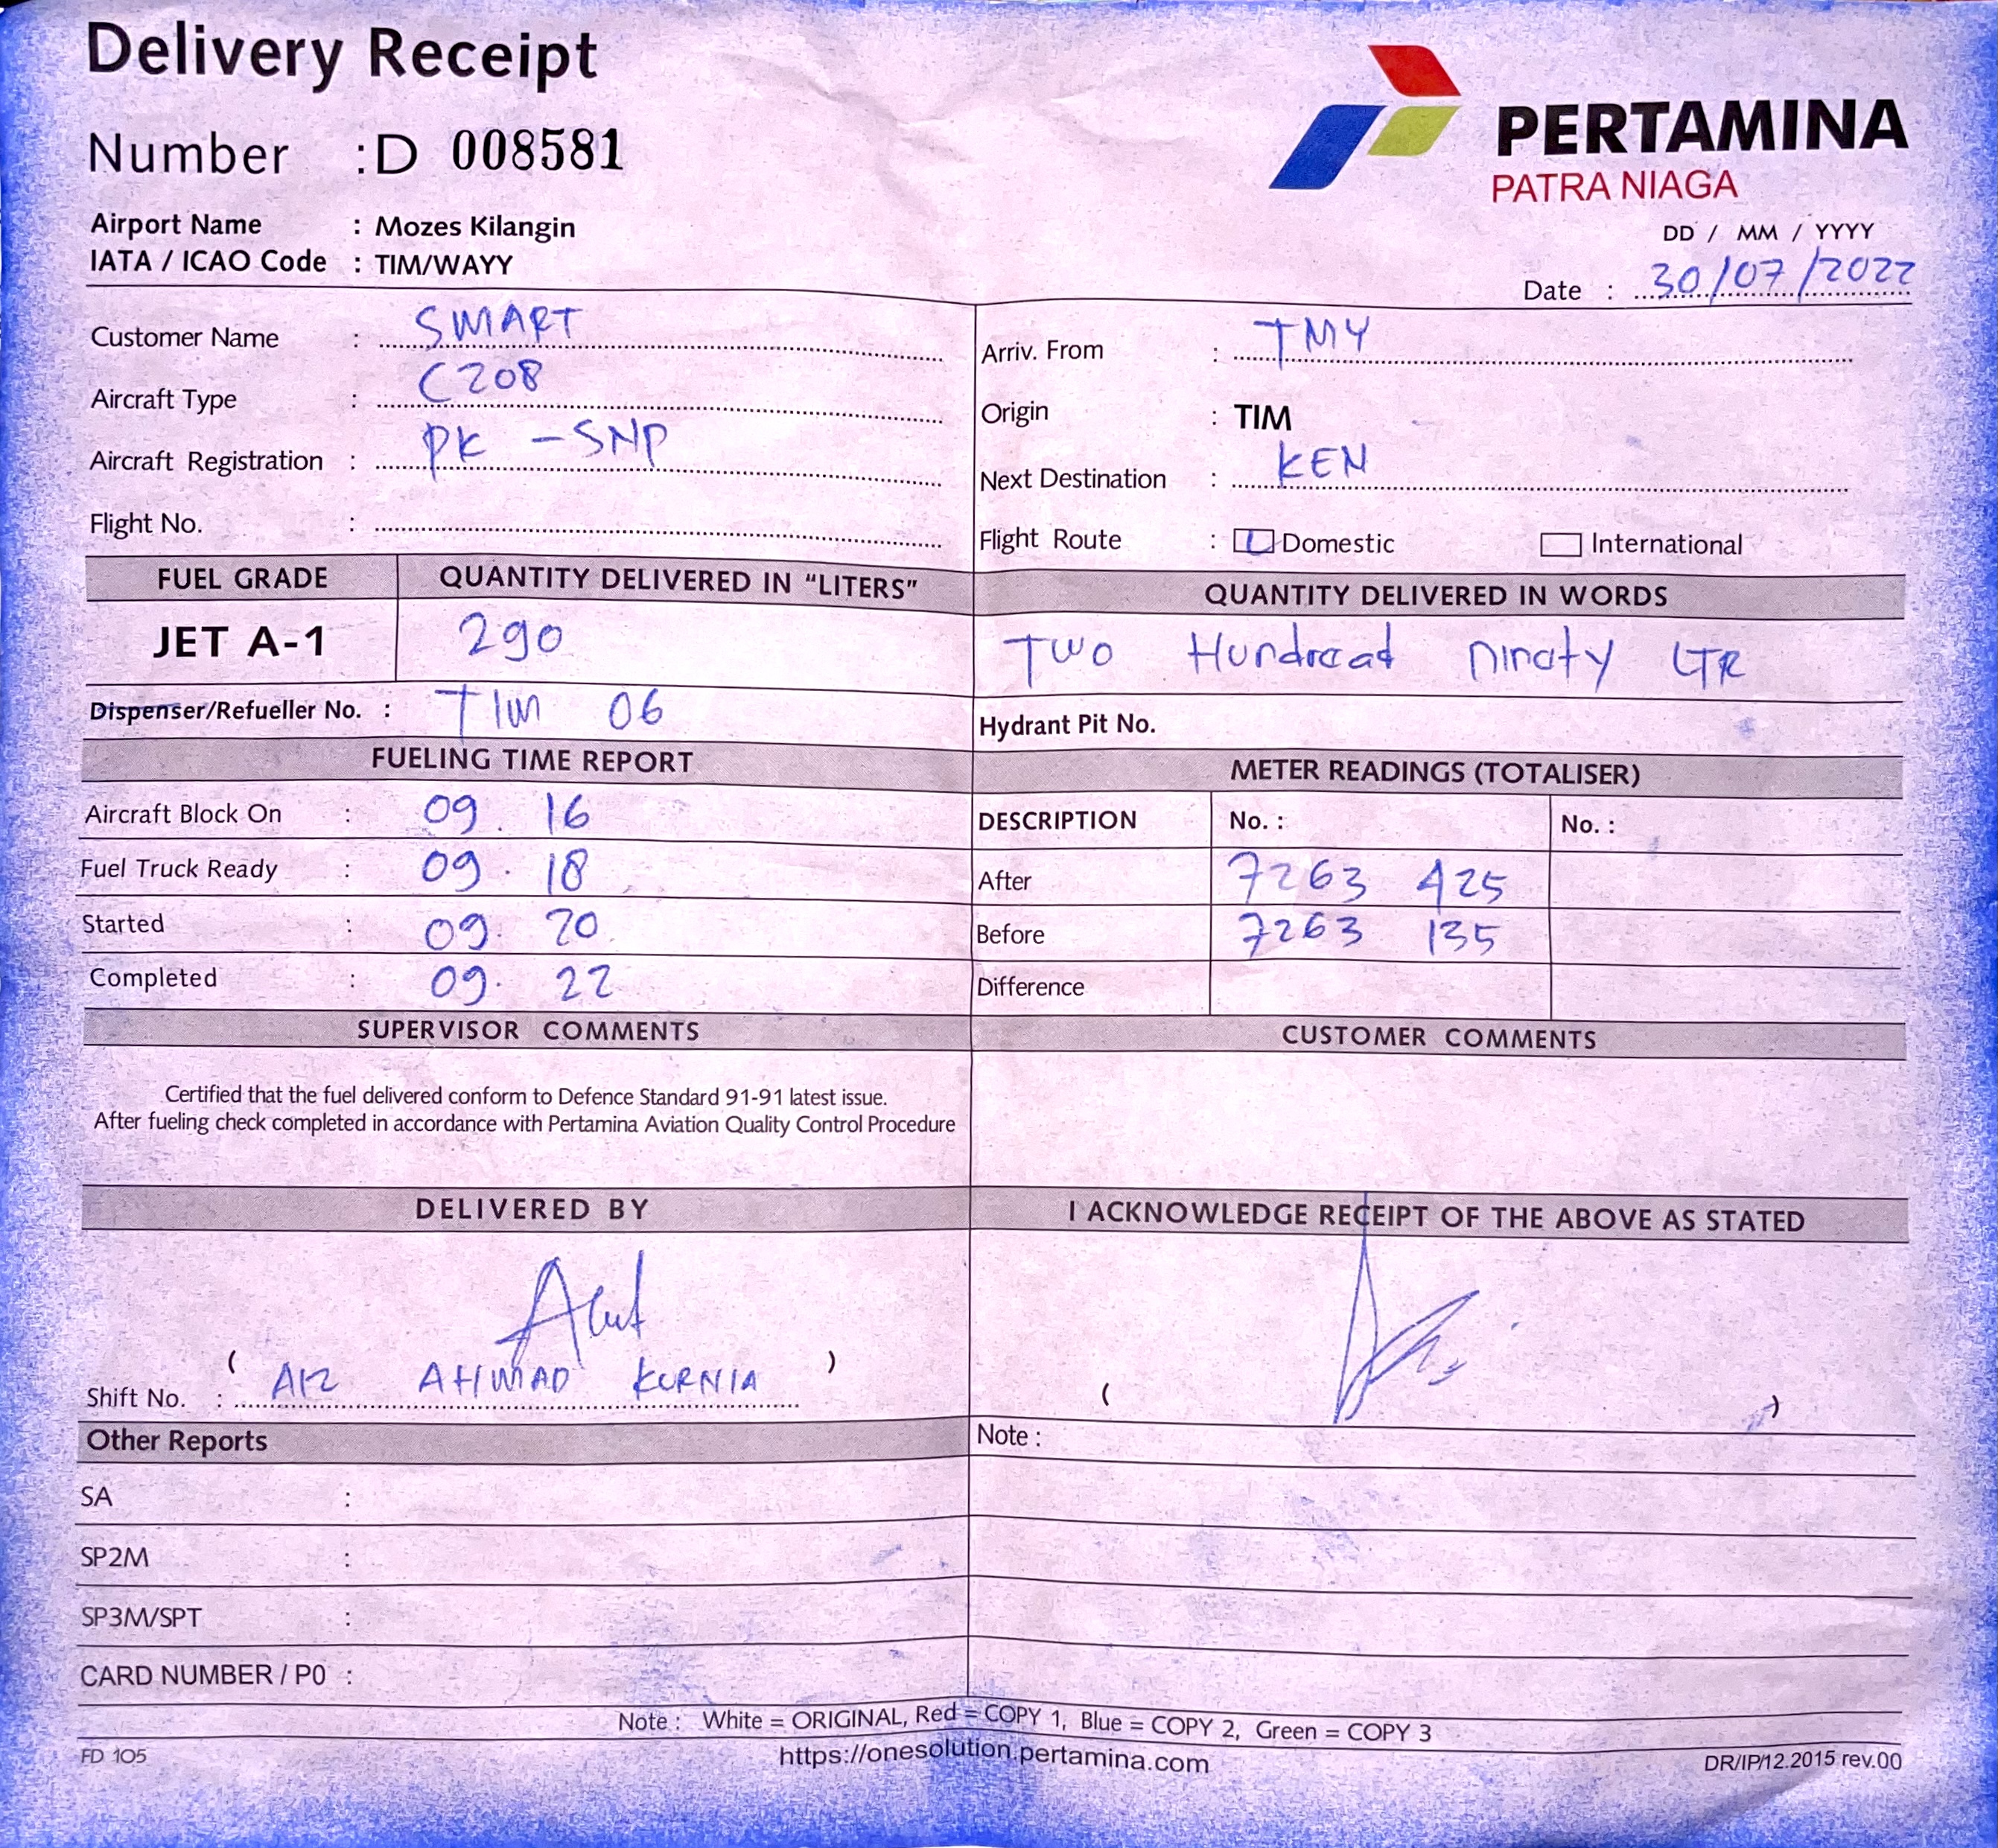 Delivery Receipt
Number : D 008581
PERTAMINA
PATRA NIAGA
Airport Name : Mozes Kilangin
IATA / ICAO Code : TIM/WAYY
DD / MM / YYYY
Date : 30/07/2022
Customer Name : SMART
Aircraft Type : C208
Aircraft Registration : PK - SNP
Flight No. :
Arriv. From : TMY
Origin : TIM
Next Destination : KEN
Flight Route : Domestic International
FUEL GRADE QUANTITY DELIVERED IN “LITERS”
JET A-1 290
Dispenser/Refueller No. : TIM 06
QUANTITY DELIVERED IN WORDS
TWO Hundread ninety LTR
Hydrant Pit No.
FUELING TIME REPORT
Aircraft Block On : 09. 16
Fuel Truck Ready : 09. 18
Started : 09. 20
Completed : 09. 22
METER READINGS (TOTALISER)
DESCRIPTION No. : No. :
After 7263 425
Before 7263 135
Difference
SUPERVISOR COMMENTS
Certified that the fuel delivered conform to Defence Standard 91-91 latest issue.
After fueling check completed in accordance with Pertamina Aviation Quality Control Procedure
CUSTOMER COMMENTS
DELIVERED BY
( )
Shift No. : AHMAD KURNIA
I ACKNOWLEDGE RECEIPT OF THE ABOVE AS STATED
( )
Other Reports
SA :
SP2M :
SP3M/SPT :
CARD NUMBER / P0 :
Note :
Note : White = ORIGINAL, Red = COPY 1, Blue = COPY 2, Green = COPY 3
FD 105
https://onesolution.pertamina.com
DR/IP/12.2015 rev.00